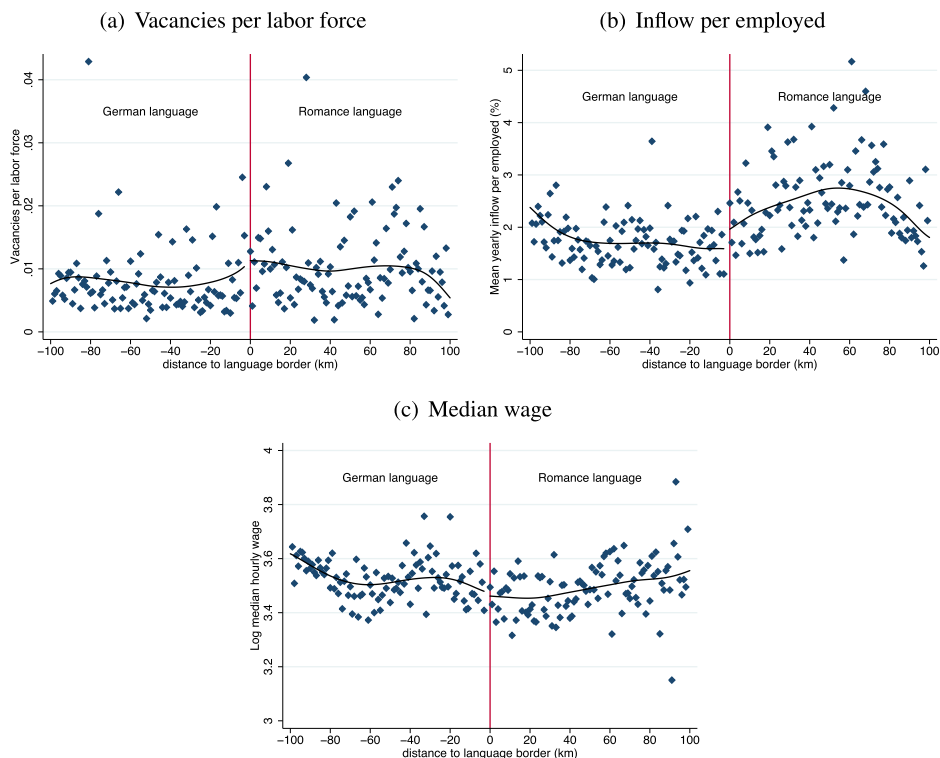 (a) Vacancies per labor force
(b) Inflow per employed
Vacancies per labor force
0 .01 .02 .03 .04
German language
Romance language
−100 −80 −60 −40 −20 0 20 40 60 80 100
distance to language border (km)
Mean yearly inflow per employed (%)
0 1 2 3 4 5
German language
Romance language
−100 −80 −60 −40 −20 0 20 40 60 80 100
distance to language border (km)
(c) Median wage
Log median hourly wage
3 3.2 3.4 3.6 3.8 4
German language
Romance language
−100 −80 −60 −40 −20 0 20 40 60 80 100
distance to language border (km)